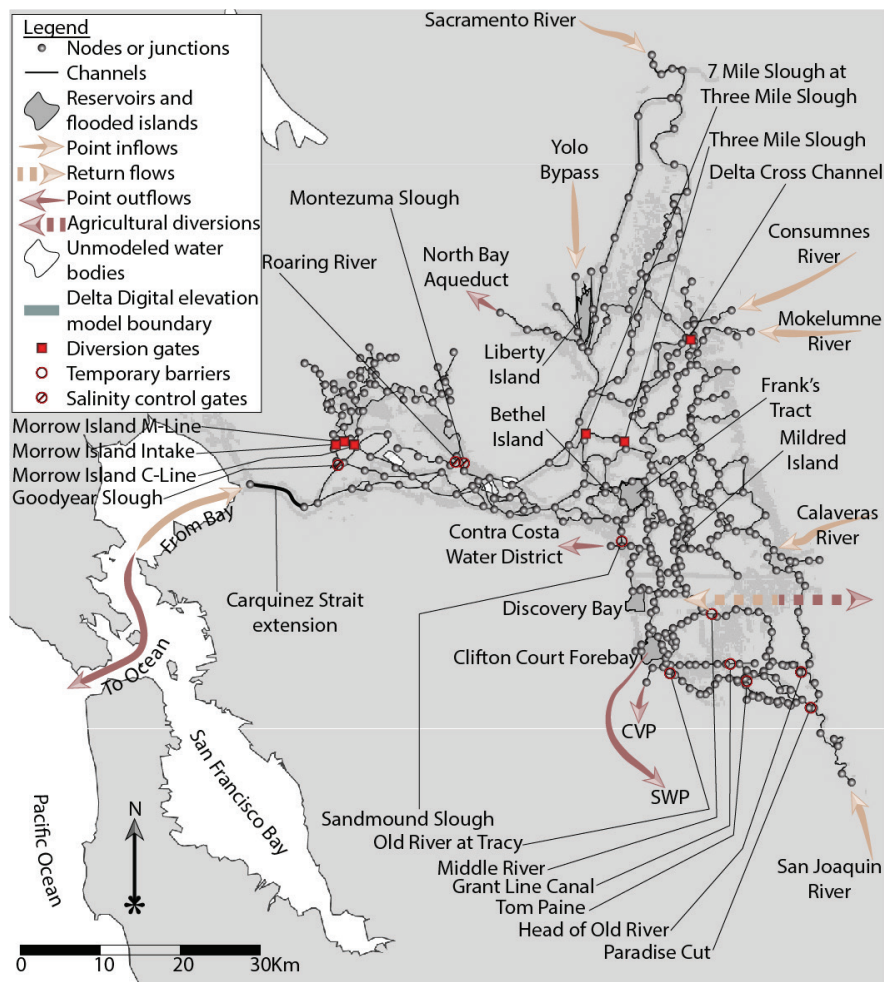 Legend
Nodes or junctions
Channels
Reservoirs and
flooded islands
Point inflows
Return flows
Point outflows
Agricultural diversions
Unmodeled water
bodies
Delta Digital elevation
model boundary
Diversion gates
Temporary barriers
Salinity control gates
Sacramento River
7 Mile Slough at
Three Mile Slough
Three Mile Slough
Delta Cross Channel
Yolo
Bypass
Montezuma Slough
Roaring River
North Bay
Aqueduct
Consumnes
River
Mokelumne
River
Liberty
Island
Bethel
Island
Frank's
Tract
Mildred
Island
Morrow Island M-Line
Morrow Island Intake
Morrow Island C-Line
Goodyear Slough
From Bay
Contra Costa
Water District
Calaveras
River
Carquinez Strait
extension
Discovery Bay
Clifton Court Forebay
To Ocean
CVP
SWP
San Francisco Bay
Pacific Ocean
N
Sandmound Slough
Old River at Tracy
Middle River
Grant Line Canal
Tom Paine
Head of Old River
Paradise Cut
San Joaquin
River
0 10 20 30Km